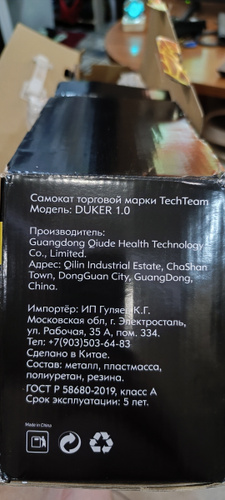 Самокат торговой марки TechTeam
Модель: DUKER 1.0
Производитель:
Guangdong Qiude Health Technology
Co., Limited.
Адрес: Qilin Industrial Estate, ChaShan
Town, DongGuan City, GuangDong,
China.
Импортёр: ИП Гуляев К.Г.
Московская обл, г. Электросталь,
ул. Рабочая, 35 А, пом. 334.
Тел: +7(903)503-64-83
Сделано в Китае.
Состав: металл, пластмасса,
полиуретан, резина.
ГОСТ Р 58680-2019, класс А
Срок эксплуатации: 5 лет.
Made in China